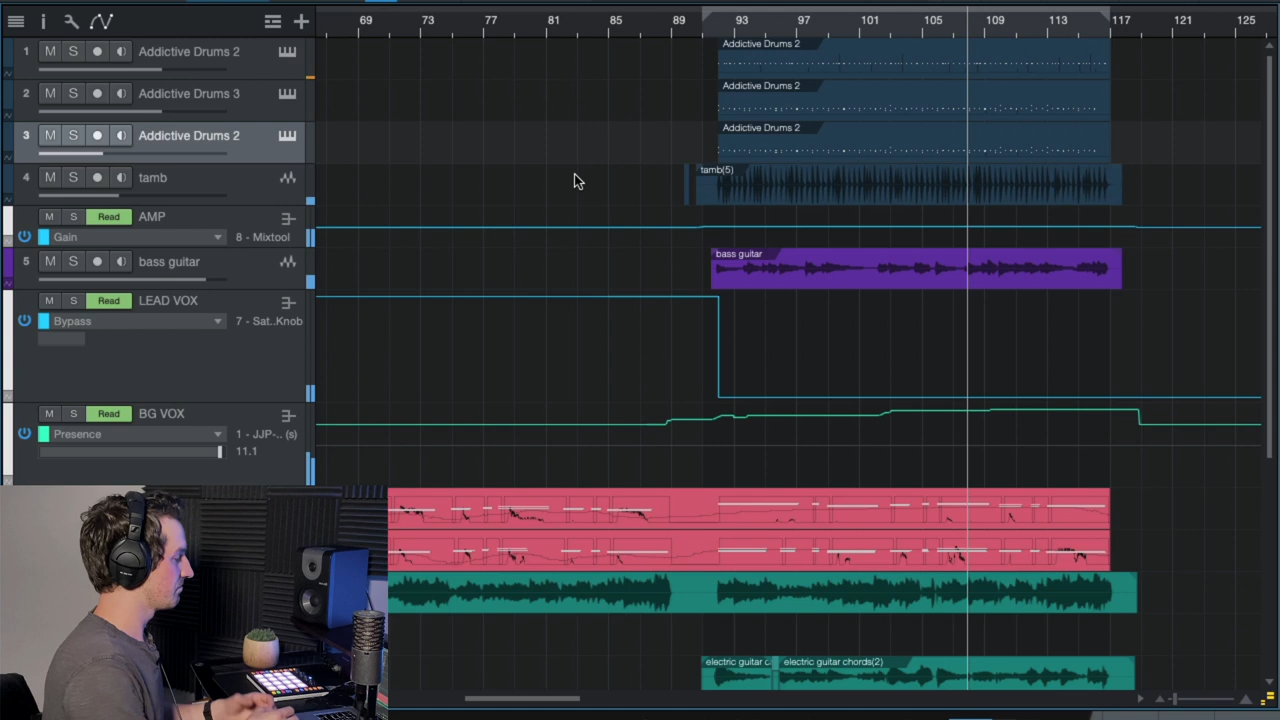 69 73 77 81 85 89 93 97 101 105 109 113 117 121 125
1 M S Addictive Drums 2
Addictive Drums 2
2 M S Addictive Drums 3
Addictive Drums 2
3 M S Addictive Drums 2
Addictive Drums 2
4 M S tamb
tamb(5)
M S Read AMP
Gain 8 - Mixtool
5 M S bass guitar
bass guitar
M S Read LEAD VOX
Bypass 7 - Sat..Knob
M S Read BG VOX
Presence 1 - JJP-.. (s)
11.1
electric guitar c electric guitar chords(2)